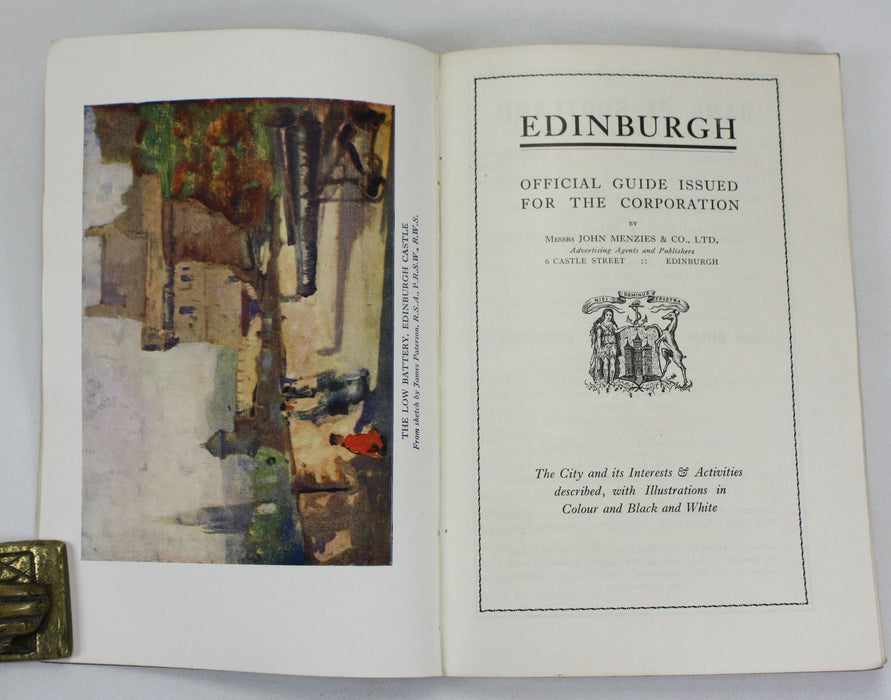 THE LOW BATTERY, EDINBURGH CASTLE
From sketch by James Paterson, R.S.A., P.R.S.W., R.W.S.
EDINBURGH
OFFICIAL GUIDE ISSUED
FOR THE CORPORATION
BY
MESSRS JOHN MENZIES & CO., LTD.
Advertising Agents and Publishers
6 CASTLE STREET :: EDINBURGH
NISI DOMINUS FRUSTRA
The City and its Interests & Activities
described, with Illustrations in
Colour and Black and White